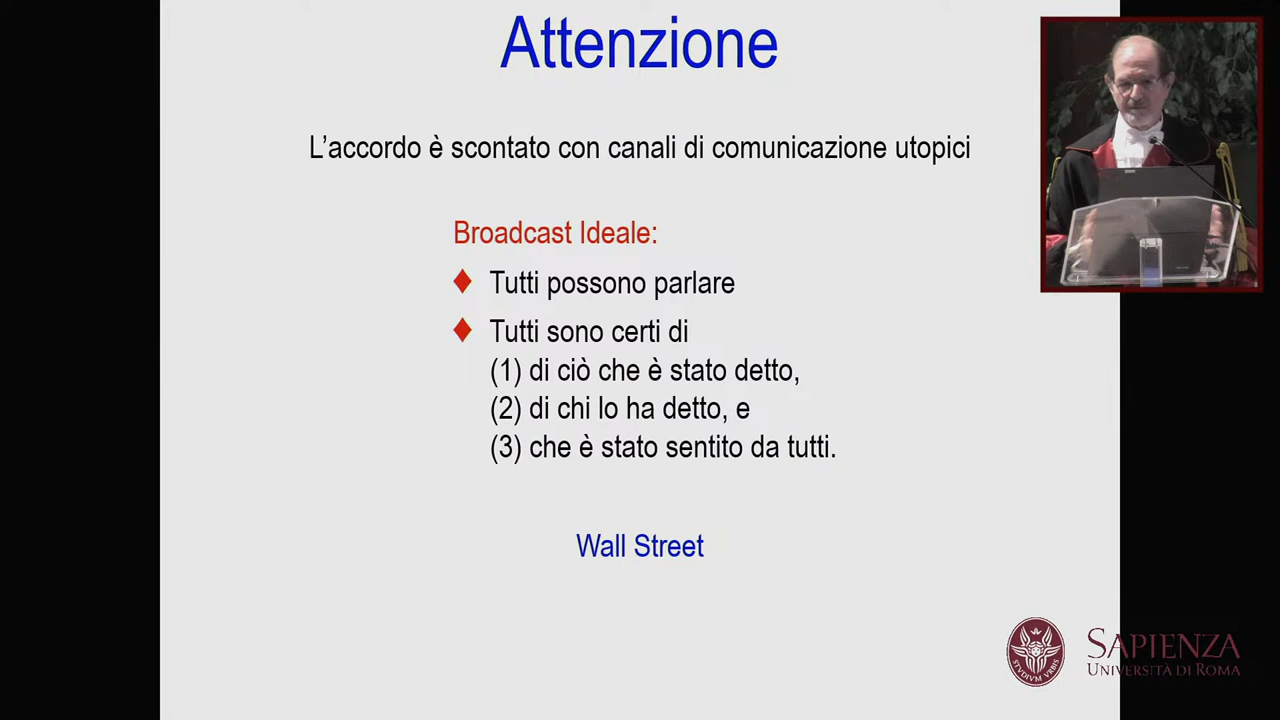 Attenzione
L'accordo è scontato con canali di comunicazione utopici
Broadcast Ideale:
Tutti possono parlare
Tutti sono certi di
(1) di ciò che è stato detto,
(2) di chi lo ha detto, e
(3) che è stato sentito da tutti.
Wall Street
STVDIVM VRBIS
SAPIENZA
UNIVERSITÀ DI ROMA